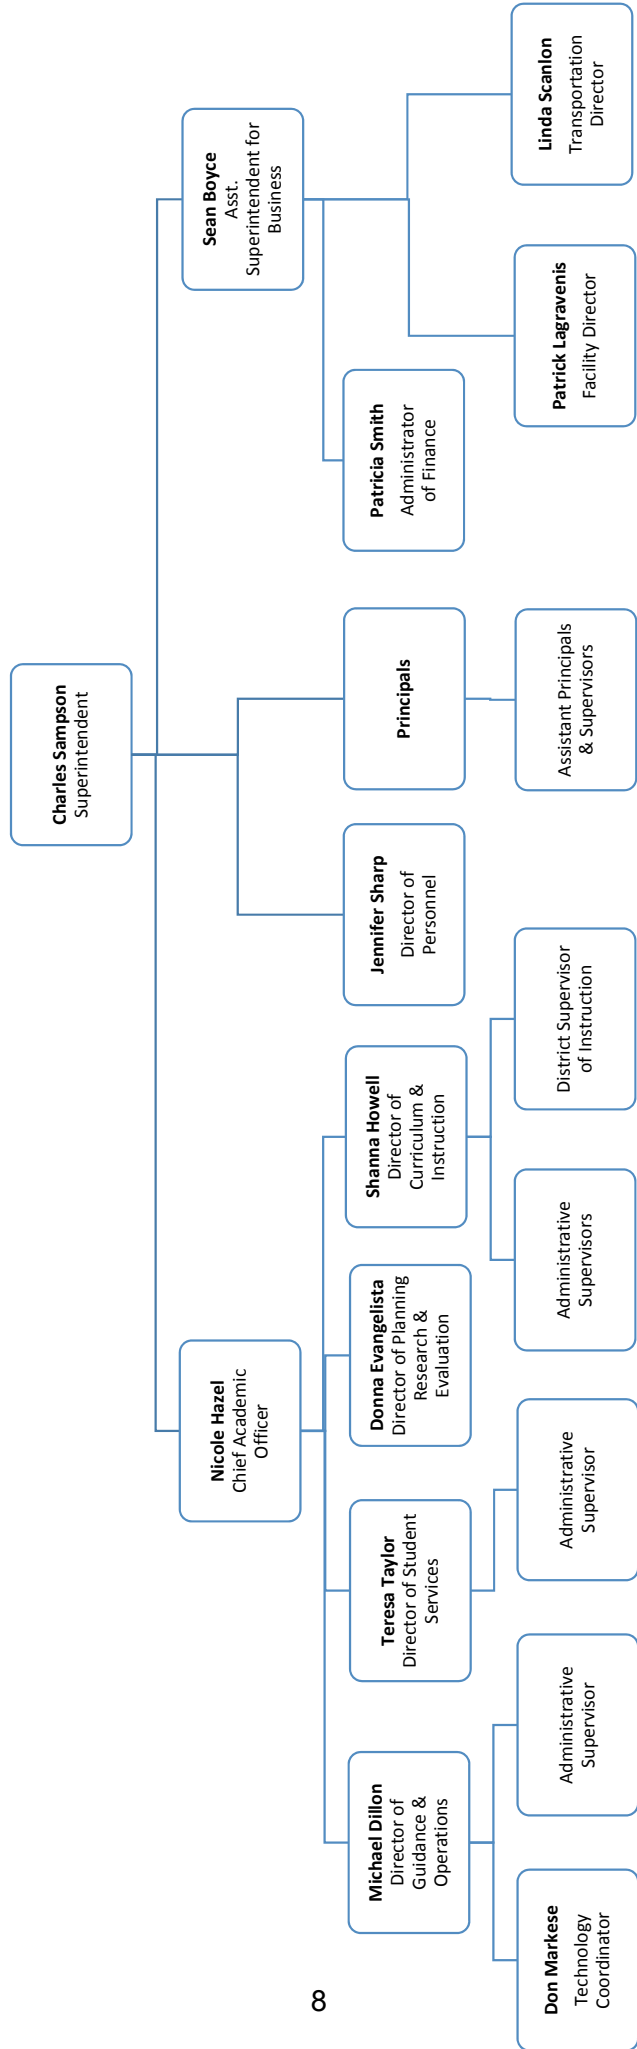 Charles Sampson
Superintendent
Nicole Hazel
Chief Academic
Officer
Sean Boyce
Asst.
Superintendent for
Business
Michael Dillon
Director of
Guidance &
Operations
Teresa Taylor
Director of Student
Services
Donna Evangelista
Director of Planning
Research &
Evaluation
Shanna Howell
Director of
Curriculum &
Instruction
Jennifer Sharp
Director of
Personnel
Principals
Patricia Smith
Administrator
of Finance
Don Markese
Technology
Coordinator
Administrative
Supervisor
Administrative
Supervisor
Administrative
Supervisors
District Supervisor
of Instruction
Assistant Principals
& Supervisors
Patrick Lagravenis
Facility Director
Linda Scanlon
Transportation
Director
8